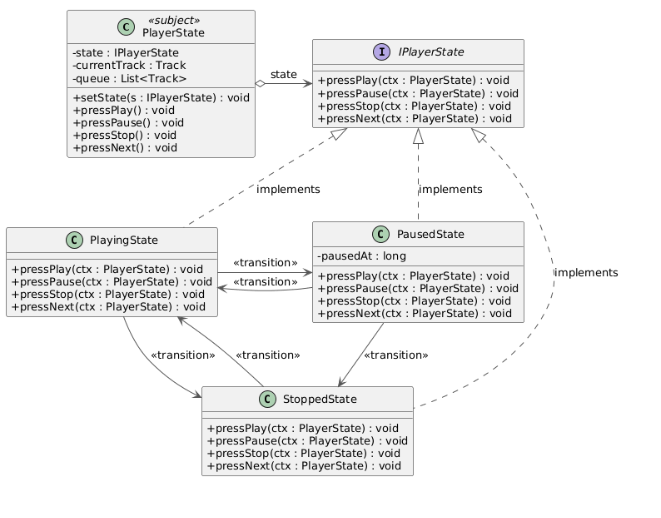 C
«subject»
PlayerState
-state : IPlayerState
-currentTrack : Track
-queue : List<Track>
+setState(s : IPlayerState) : void
+pressPlay() : void
+pressPause() : void
+pressStop() : void
+pressNext() : void
state
I IPlayerState
+pressPlay(ctx : PlayerState) : void
+pressPause(ctx : PlayerState) : void
+pressStop(ctx : PlayerState) : void
+pressNext(ctx : PlayerState) : void
implements
implements
implements
C PlayingState
+pressPlay(ctx : PlayerState) : void
+pressPause(ctx : PlayerState) : void
+pressStop(ctx : PlayerState) : void
+pressNext(ctx : PlayerState) : void
«transition»
«transition»
C PausedState
-pausedAt : long
+pressPlay(ctx : PlayerState) : void
+pressPause(ctx : PlayerState) : void
+pressStop(ctx : PlayerState) : void
+pressNext(ctx : PlayerState) : void
«transition»
«transition»
«transition»
C StoppedState
+pressPlay(ctx : PlayerState) : void
+pressPause(ctx : PlayerState) : void
+pressStop(ctx : PlayerState) : void
+pressNext(ctx : PlayerState) : void